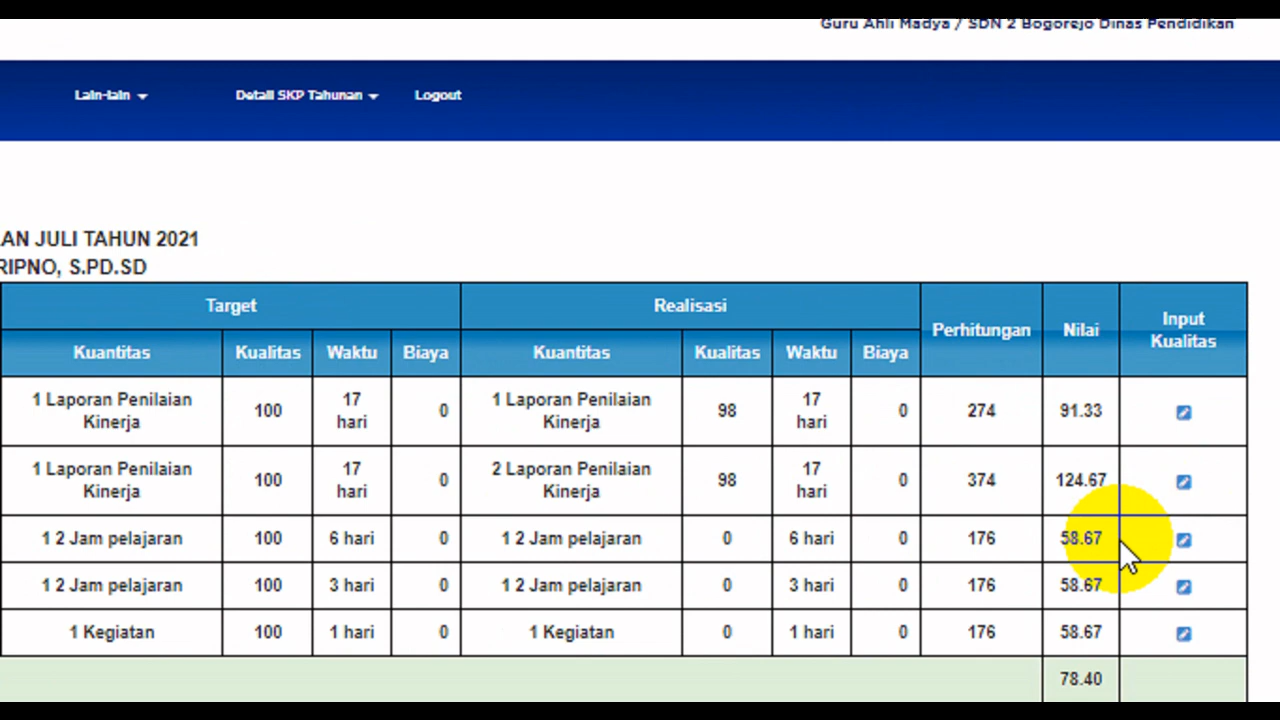 Guru Ahli Madya / SDN 2 Bogorejo Dinas Pendidikan
Lain-lain Detail SKP Tahunan Logout
AN JULI TAHUN 2021
RIPNO, S.PD.SD
Target Realisasi Perhitungan Nilai Input Kualitas
Kuantitas Kualitas Waktu Biaya Kuantitas Kualitas Waktu Biaya
1 Laporan Penilaian Kinerja 100 17 hari 0 1 Laporan Penilaian Kinerja 98 17 hari 0 274 91.33
1 Laporan Penilaian Kinerja 100 17 hari 0 2 Laporan Penilaian Kinerja 98 17 hari 0 374 124.67
1 2 Jam pelajaran 100 6 hari 0 1 2 Jam pelajaran 0 6 hari 0 176 58.67
1 2 Jam pelajaran 100 3 hari 0 1 2 Jam pelajaran 0 3 hari 0 176 58.67
1 Kegiatan 100 1 hari 0 1 Kegiatan 0 1 hari 0 176 58.67
78.40